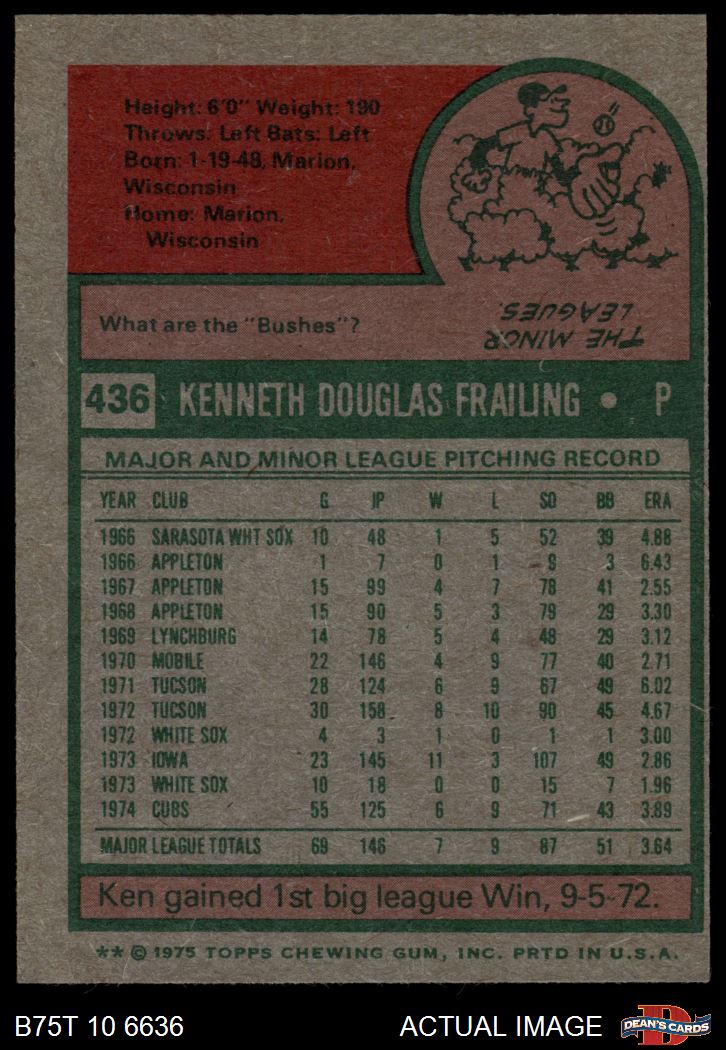 Height: 6'0" Weight: 190
Throws: Left Bats: Left
Born: 1-19-48, Marion,
Wisconsin
Home: Marion,
Wisconsin
What are the "Bushes"?
THE MINOR
LEAGUES.
436 KENNETH DOUGLAS FRAILING • P
MAJOR AND MINOR LEAGUE PITCHING RECORD
YEAR CLUB G IP W L SO BB ERA
1966 SARASOTA WHT SOX 10 48 1 5 52 39 4.88
1966 APPLETON 1 7 0 1 9 3 6.43
1967 APPLETON 15 99 4 7 78 41 2.55
1968 APPLETON 15 90 5 3 79 29 3.30
1969 LYNCHBURG 14 78 5 4 48 29 3.12
1970 MOBILE 22 146 4 9 77 40 2.71
1971 TUCSON 28 124 6 9 67 49 6.02
1972 TUCSON 30 158 8 10 90 45 4.67
1972 WHITE SOX 4 3 1 0 1 1 3.00
1973 IOWA 23 145 11 3 107 49 2.86
1973 WHITE SOX 10 18 0 0 15 7 1.96
1974 CUBS 55 125 6 9 71 43 3.89
MAJOR LEAGUE TOTALS 69 146 7 9 87 51 3.64
Ken gained 1st big league Win, 9-5-72.
** © 1975 TOPPS CHEWING GUM, INC. PRTD IN U.S.A.
B75T 10 6636 ACTUAL IMAGE DEAN'S CARDS